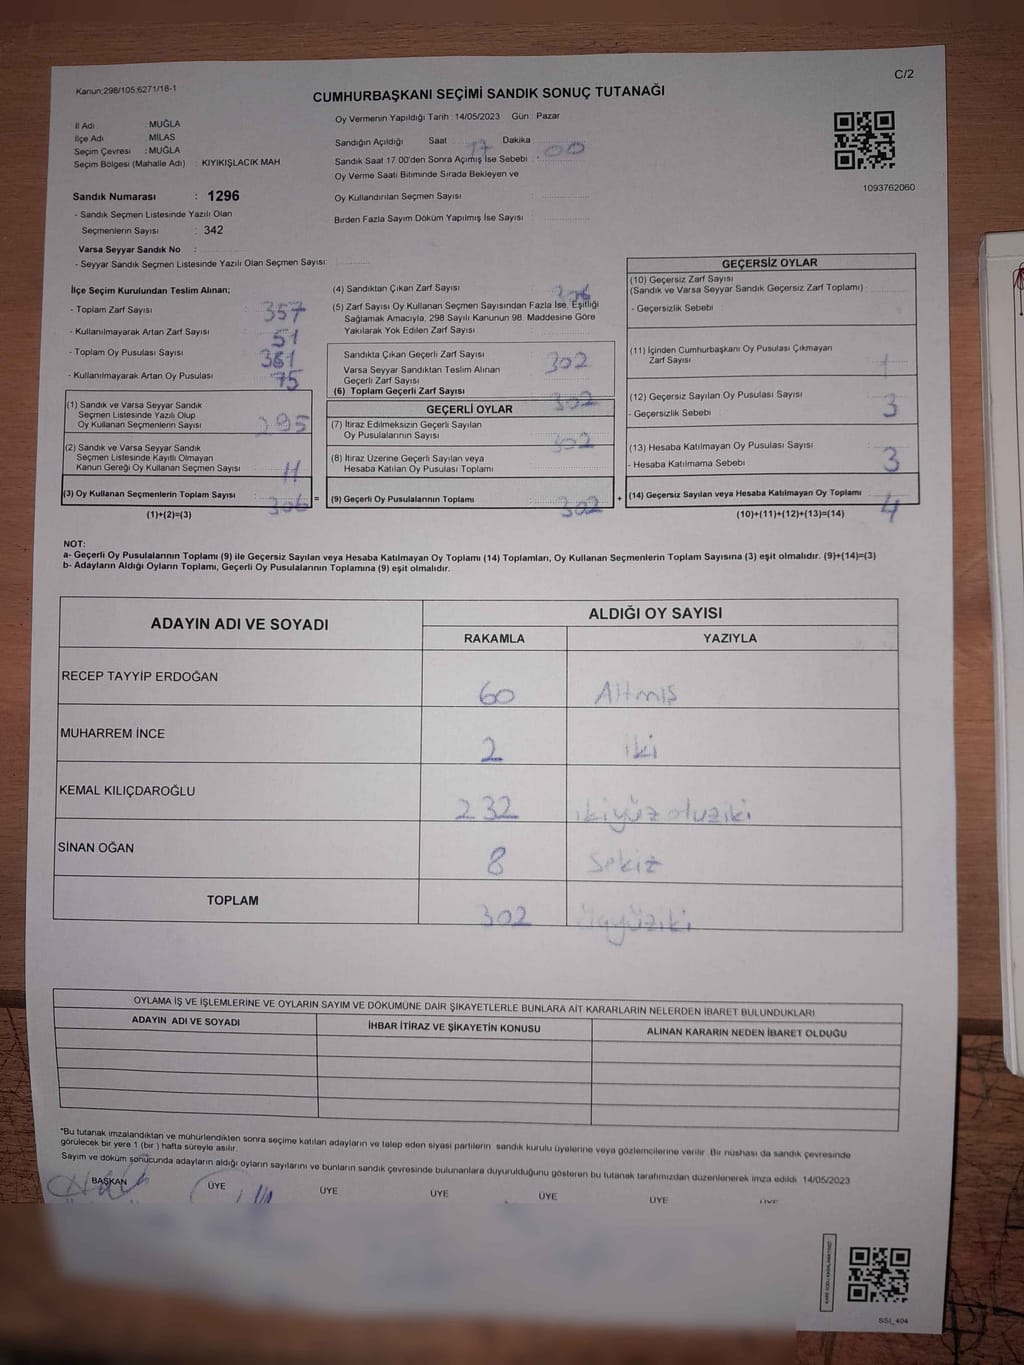 C/2
Kanun:298/105;6271/18-1
CUMHURBAŞKANI SEÇİMİ SANDIK SONUÇ TUTANAĞI
İl Adı : MUĞLA
İlçe Adı : MİLAS
Seçim Çevresi : MUĞLA
Seçim Bölgesi (Mahalle Adı) : KIYIKIŞLACIK MAH
Sandık Numarası : 1296
- Sandık Seçmen Listesinde Yazılı Olan
Seçmenlerin Sayısı : 342
Varsa Seyyar Sandık No :
- Seyyar Sandık Seçmen Listesinde Yazılı Olan Seçmen Sayısı:
Oy Vermenin Yapıldığı Tarih : 14/05/2023 Gün : Pazar
Sandığın Açıldığı Saat 17 Dakika 00
Sandık Saat 17.00'den Sonra Açımış İse Sebebi :
Oy Verme Saati Bitiminde Sırada Bekleyen ve
Oy Kullandırılan Seçmen Sayısı
Birden Fazla Sayım Döküm Yapılmış İse Sayısı
1093762060
İlçe Seçim Kurulundan Teslim Alınan;
- Toplam Zarf Sayısı 357
- Kullanılmayarak Artan Zarf Sayısı 51
- Toplam Oy Pusulası Sayısı 381
- Kullanılmayarak Artan Oy Pusulası 75
(1) Sandık ve Varsa Seyyar Sandık
Seçmen Listesinde Yazılı Olup
Oy Kullanan Seçmenlerin Sayısı 295
(2) Sandık ve Varsa Seyyar Sandık
Seçmen Listesinde Kayıtlı Olmayan
Kanun Gereği Oy Kullanan Seçmen Sayısı 11
(3) Oy Kullanan Seçmenlerin Toplam Sayısı 306 =
(1)+(2)=(3)
(4) Sandıktan Çıkan Zarf Sayısı 306
(5) Zarf Sayısı Oy Kullanan Seçmen Sayısından Fazla İse, Eşitliği
Sağlamak Amacıyla, 298 Sayılı Kanunun 98. Maddesine Göre
Yakılarak Yok Edilen Zarf Sayısı
Sandıkta Çıkan Geçerli Zarf Sayısı 302
Varsa Seyyar Sandıktan Teslim Alınan
Geçerli Zarf Sayısı
(6) Toplam Geçerli Zarf Sayısı 302
GEÇERLİ OYLAR
(7) İtiraz Edilmeksizin Geçerli Sayılan
Oy Pusulalarının Sayısı 302
(8) İtiraz Üzerine Geçerli Sayılan veya
Hesaba Katılan Oy Pusulası Toplamı
(9) Geçerli Oy Pusulalarının Toplamı 302 +
GEÇERSİZ OYLAR
(10) Geçersiz Zarf Sayısı
(Sandık ve Varsa Seyyar Sandık Geçersiz Zarf Toplamı)
- Geçersizlik Sebebi
(11) İçinden Cumhurbaşkanı Oy Pusulası Çıkmayan
Zarf Sayısı 1
(12) Geçersiz Sayılan Oy Pusulası Sayısı 3
- Geçersizlik Sebebi
(13) Hesaba Katılmayan Oy Pusulası Sayısı 3
- Hesaba Katılmama Sebebi
(14) Geçersiz Sayılan veya Hesaba Katılmayan Oy Toplamı 4
(10)+(11)+(12)+(13)=(14)
NOT:
a- Geçerli Oy Pusulalarının Toplamı (9) ile Geçersiz Sayılan veya Hesaba Katılmayan Oy Toplamı (14) Toplamları, Oy Kullanan Seçmenlerin Toplam Sayısına (3) eşit olmalıdır. (9)+(14)=(3)
b- Adayların Aldığı Oyların Toplamı, Geçerli Oy Pusulalarının Toplamına (9) eşit olmalıdır.
ADAYIN ADI VE SOYADI ALDIĞI OY SAYISI
RAKAMLA YAZIYLA
RECEP TAYYİP ERDOĞAN 60 Altmış
MUHARREM İNCE 2 iki
KEMAL KILIÇDAROĞLU 232 ikiyüz otuziki
SİNAN OĞAN 8 Sekiz
TOPLAM 302 Üçyüziki
OYLAMA İŞ VE İŞLEMLERİNE VE OYLARIN SAYIM VE DÖKÜMÜNE DAİR ŞİKAYETLERLE BUNLARA AİT KARARLARIN NELERDEN İBARET BULUNDUKLARI
ADAYIN ADI VE SOYADI İHBAR İTİRAZ VE ŞİKAYETİN KONUSU ALINAN KARARIN NEDEN İBARET OLDUĞU
*Bu tutanak imzalandıktan ve mühürlendikten sonra seçime katılan adayların ve talep eden siyasi partilerin sandık kurulu üyelerine veya gözlemcilerine verilir. Bir nüshası da sandık çevresinde
görülecek bir yere 1 (bir) hafta süreyle asılır.
Sayım ve döküm sonucunda adayların aldığı oyların sayılarını ve bunların sandık çevresinde bulunanlara duyurulduğunu gösteren bu tutanak tarafımızdan düzenlenerek imza edildi. 14/05/2023
BAŞKAN ÜYE ÜYE ÜYE ÜYE ÜYE ÜYE
SSİ_404